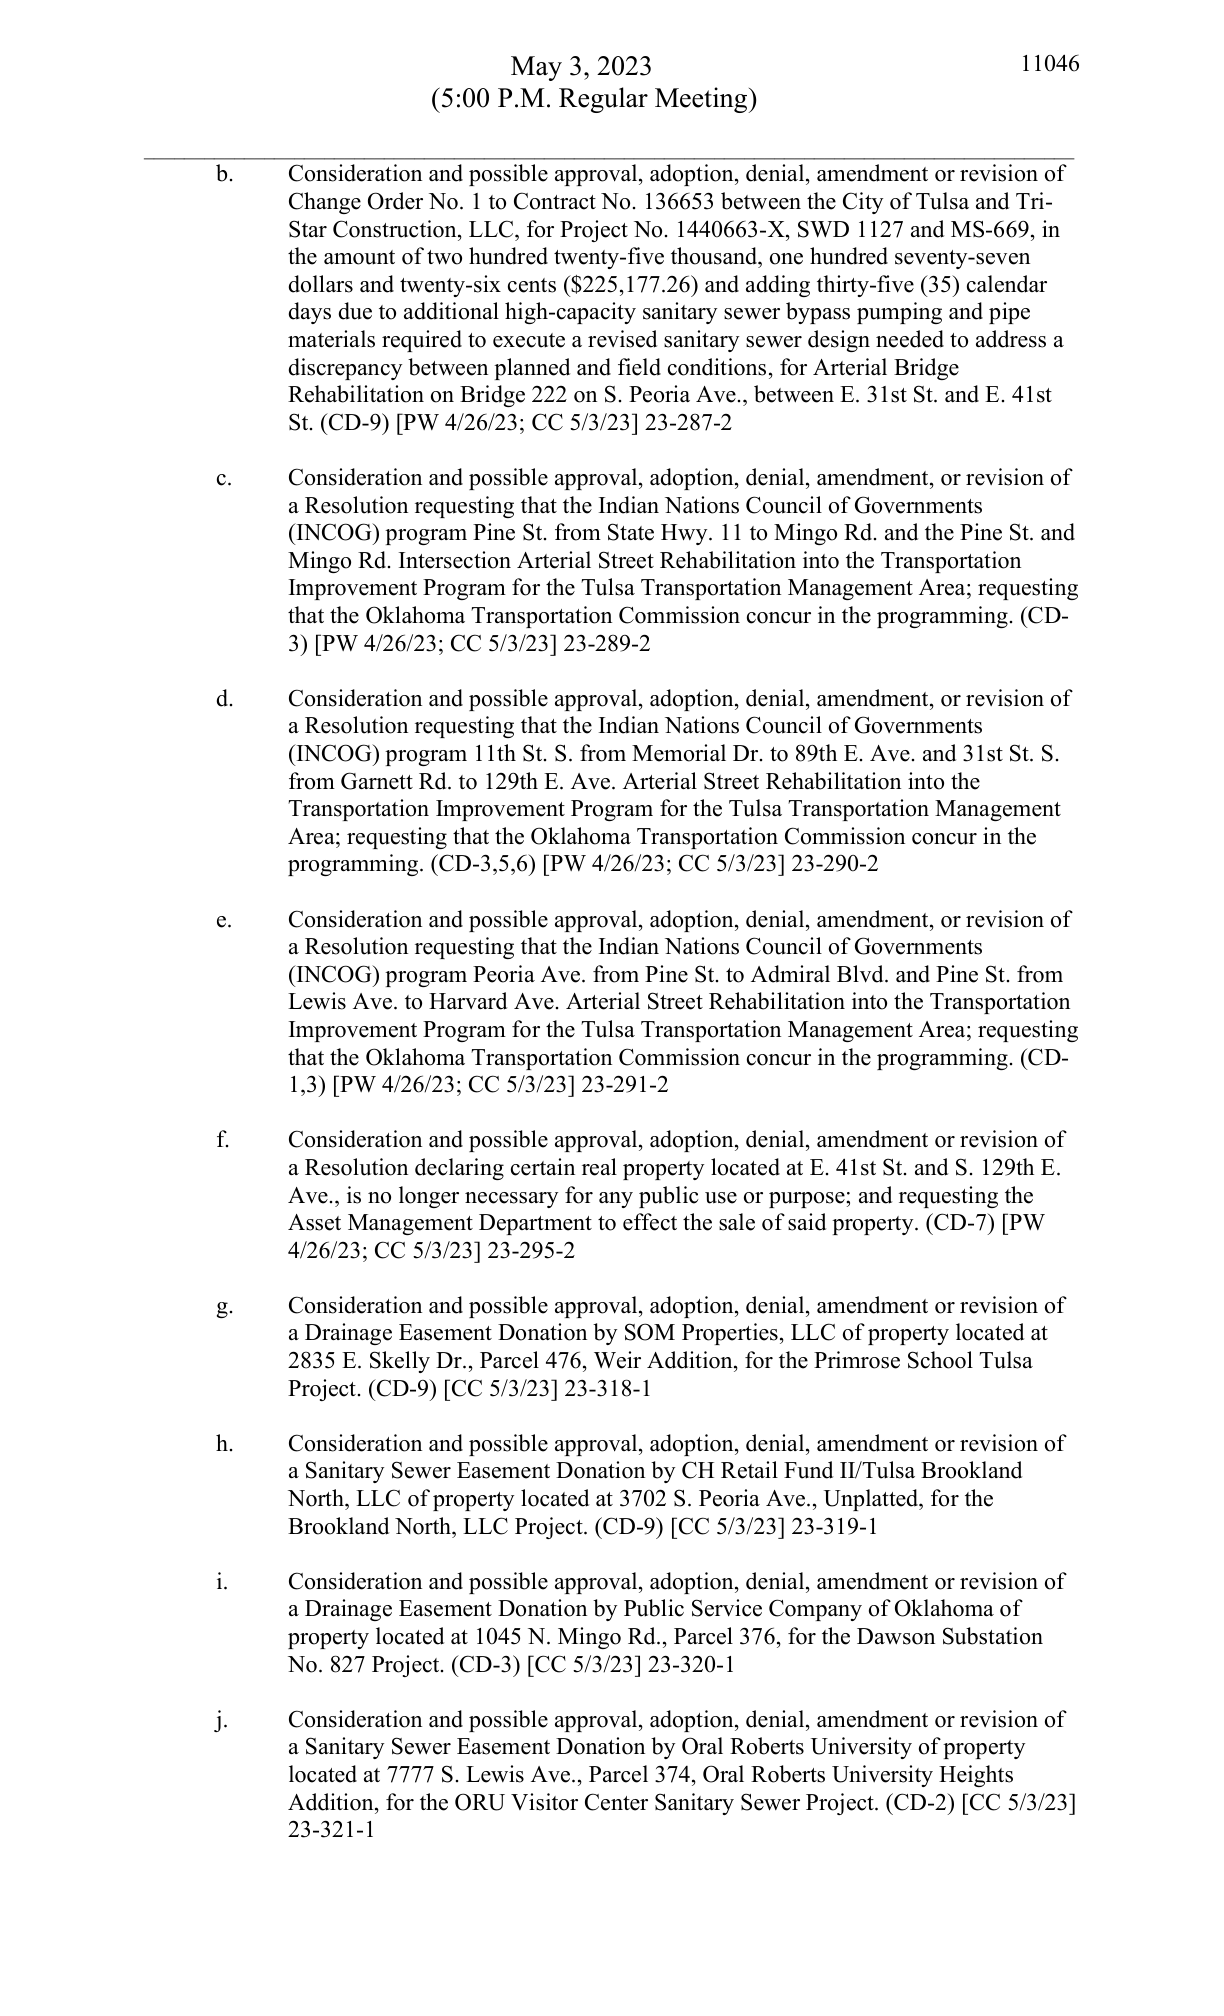 May 3, 2023
11046
(5:00 P.M. Regular Meeting)
b. Consideration and possible approval, adoption, denial, amendment or revision of
Change Order No. 1 to Contract No. 136653 between the City of Tulsa and Tri-
Star Construction, LLC, for Project No. 1440663-X, SWD 1127 and MS-669, in
the amount of two hundred twenty-five thousand, one hundred seventy-seven
dollars and twenty-six cents ($225,177.26) and adding thirty-five (35) calendar
days due to additional high-capacity sanitary sewer bypass pumping and pipe
materials required to execute a revised sanitary sewer design needed to address a
discrepancy between planned and field conditions, for Arterial Bridge
Rehabilitation on Bridge 222 on S. Peoria Ave., between E. 31st St. and E. 41st
St. (CD-9) [PW 4/26/23; CC 5/3/23] 23-287-2
c. Consideration and possible approval, adoption, denial, amendment, or revision of
a Resolution requesting that the Indian Nations Council of Governments
(INCOG) program Pine St. from State Hwy. 11 to Mingo Rd. and the Pine St. and
Mingo Rd. Intersection Arterial Street Rehabilitation into the Transportation
Improvement Program for the Tulsa Transportation Management Area; requesting
that the Oklahoma Transportation Commission concur in the programming. (CD-
3) [PW 4/26/23; CC 5/3/23] 23-289-2
d. Consideration and possible approval, adoption, denial, amendment, or revision of
a Resolution requesting that the Indian Nations Council of Governments
(INCOG) program 11th St. S. from Memorial Dr. to 89th E. Ave. and 31st St. S.
from Garnett Rd. to 129th E. Ave. Arterial Street Rehabilitation into the
Transportation Improvement Program for the Tulsa Transportation Management
Area; requesting that the Oklahoma Transportation Commission concur in the
programming. (CD-3,5,6) [PW 4/26/23; CC 5/3/23] 23-290-2
e. Consideration and possible approval, adoption, denial, amendment, or revision of
a Resolution requesting that the Indian Nations Council of Governments
(INCOG) program Peoria Ave. from Pine St. to Admiral Blvd. and Pine St. from
Lewis Ave. to Harvard Ave. Arterial Street Rehabilitation into the Transportation
Improvement Program for the Tulsa Transportation Management Area; requesting
that the Oklahoma Transportation Commission concur in the programming. (CD-
1,3) [PW 4/26/23; CC 5/3/23] 23-291-2
f. Consideration and possible approval, adoption, denial, amendment or revision of
a Resolution declaring certain real property located at E. 41st St. and S. 129th E.
Ave., is no longer necessary for any public use or purpose; and requesting the
Asset Management Department to effect the sale of said property. (CD-7) [PW
4/26/23; CC 5/3/23] 23-295-2
g. Consideration and possible approval, adoption, denial, amendment or revision of
a Drainage Easement Donation by SOM Properties, LLC of property located at
2835 E. Skelly Dr., Parcel 476, Weir Addition, for the Primrose School Tulsa
Project. (CD-9) [CC 5/3/23] 23-318-1
h. Consideration and possible approval, adoption, denial, amendment or revision of
a Sanitary Sewer Easement Donation by CH Retail Fund II/Tulsa Brookland
North, LLC of property located at 3702 S. Peoria Ave., Unplatted, for the
Brookland North, LLC Project. (CD-9) [CC 5/3/23] 23-319-1
i. Consideration and possible approval, adoption, denial, amendment or revision of
a Drainage Easement Donation by Public Service Company of Oklahoma of
property located at 1045 N. Mingo Rd., Parcel 376, for the Dawson Substation
No. 827 Project. (CD-3) [CC 5/3/23] 23-320-1
j. Consideration and possible approval, adoption, denial, amendment or revision of
a Sanitary Sewer Easement Donation by Oral Roberts University of property
located at 7777 S. Lewis Ave., Parcel 374, Oral Roberts University Heights
Addition, for the ORU Visitor Center Sanitary Sewer Project. (CD-2) [CC 5/3/23]
23-321-1